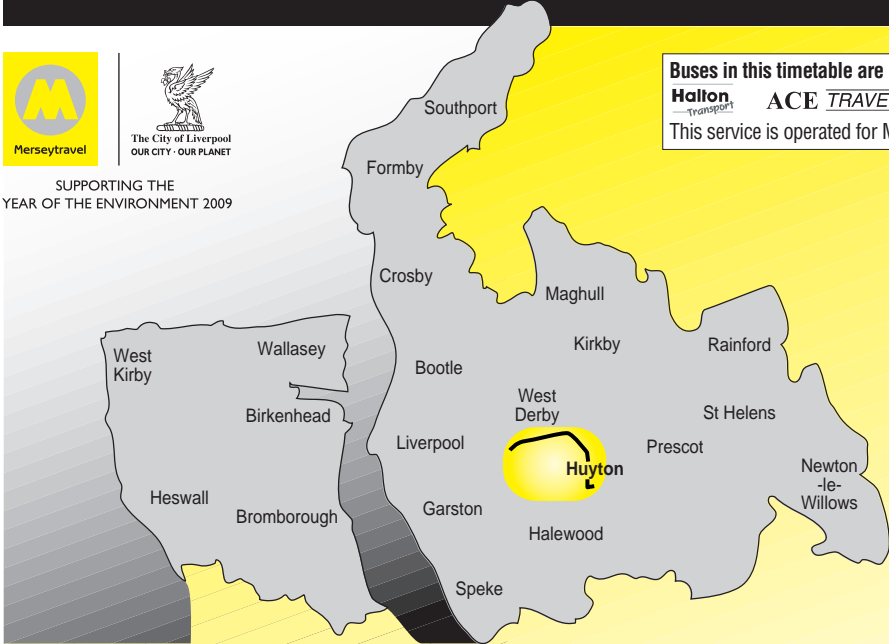 M
Merseytravel
The City of Liverpool
OUR CITY · OUR PLANET
SUPPORTING THE
YEAR OF THE ENVIRONMENT 2009
Buses in this timetable are
Halton
Transport
ACE TRAVE
This service is operated for M
Southport
Formby
Crosby
Maghull
West
Kirby
Wallasey
Bootle
Kirkby
Rainford
Birkenhead
West
Derby
St Helens
Liverpool
Prescot
Huyton
Newton
-le-
Willows
Heswall
Bromborough
Garston
Halewood
Speke